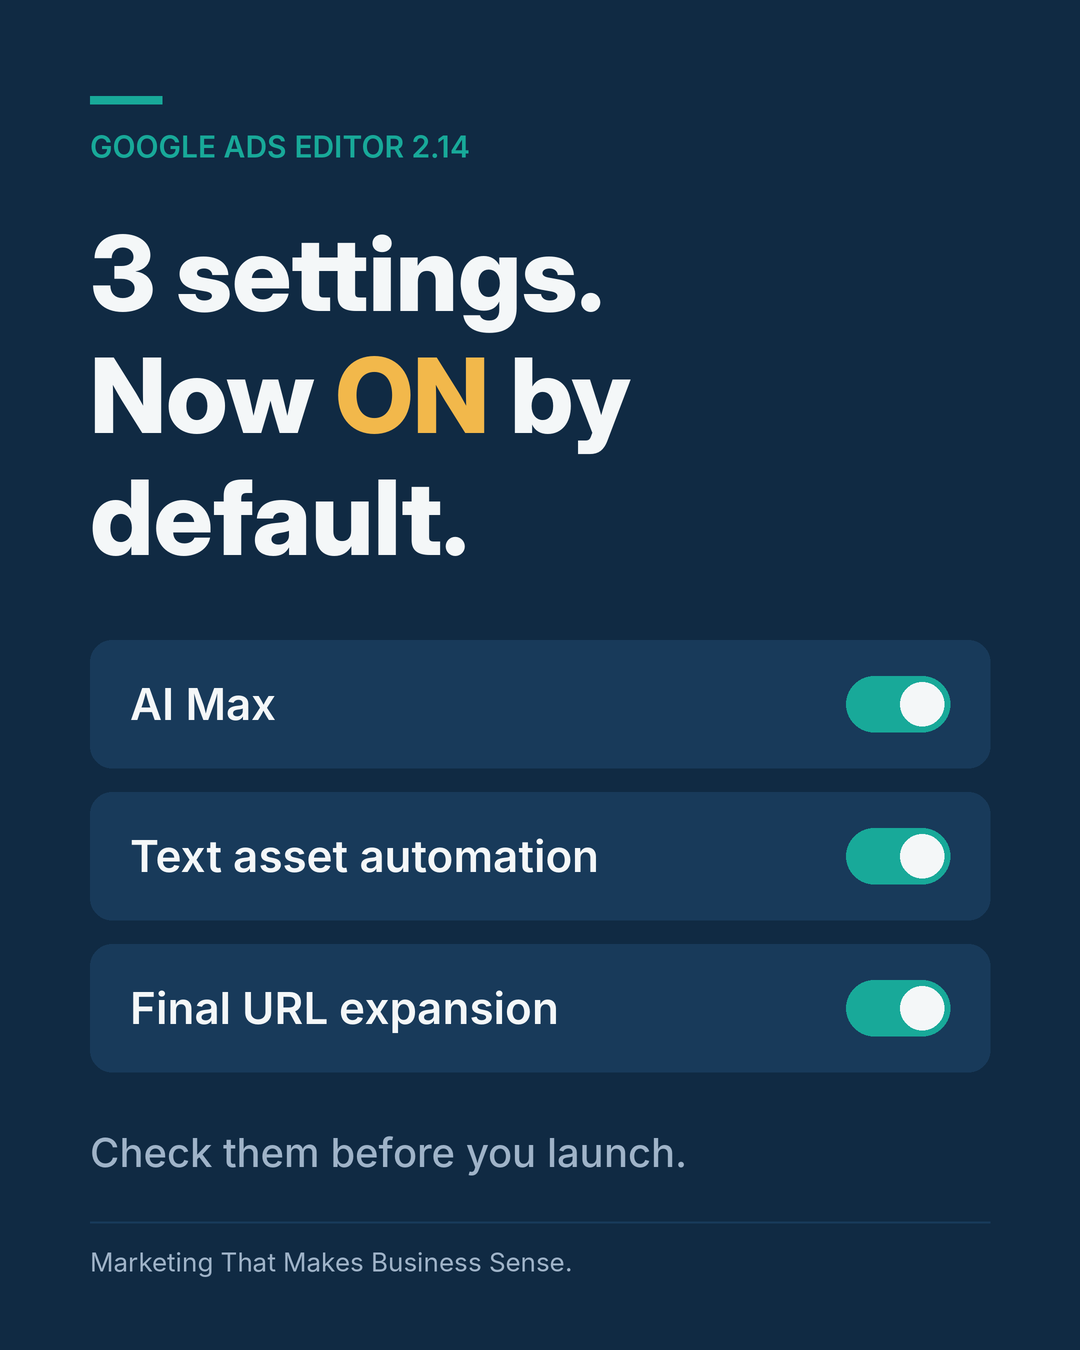 GOOGLE ADS EDITOR 2.14
3 settings.
Now ON by
default.
AI Max
Text asset automation
Final URL expansion
Check them before you launch.
Marketing That Makes Business Sense.